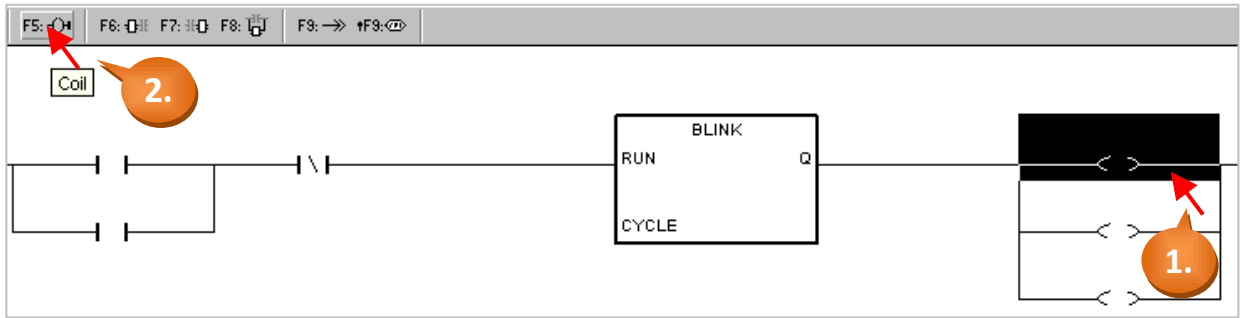 F5: F6: F7: F8: F9: F9:
Coil
2.
BLINK
RUN Q
CYCLE
1.